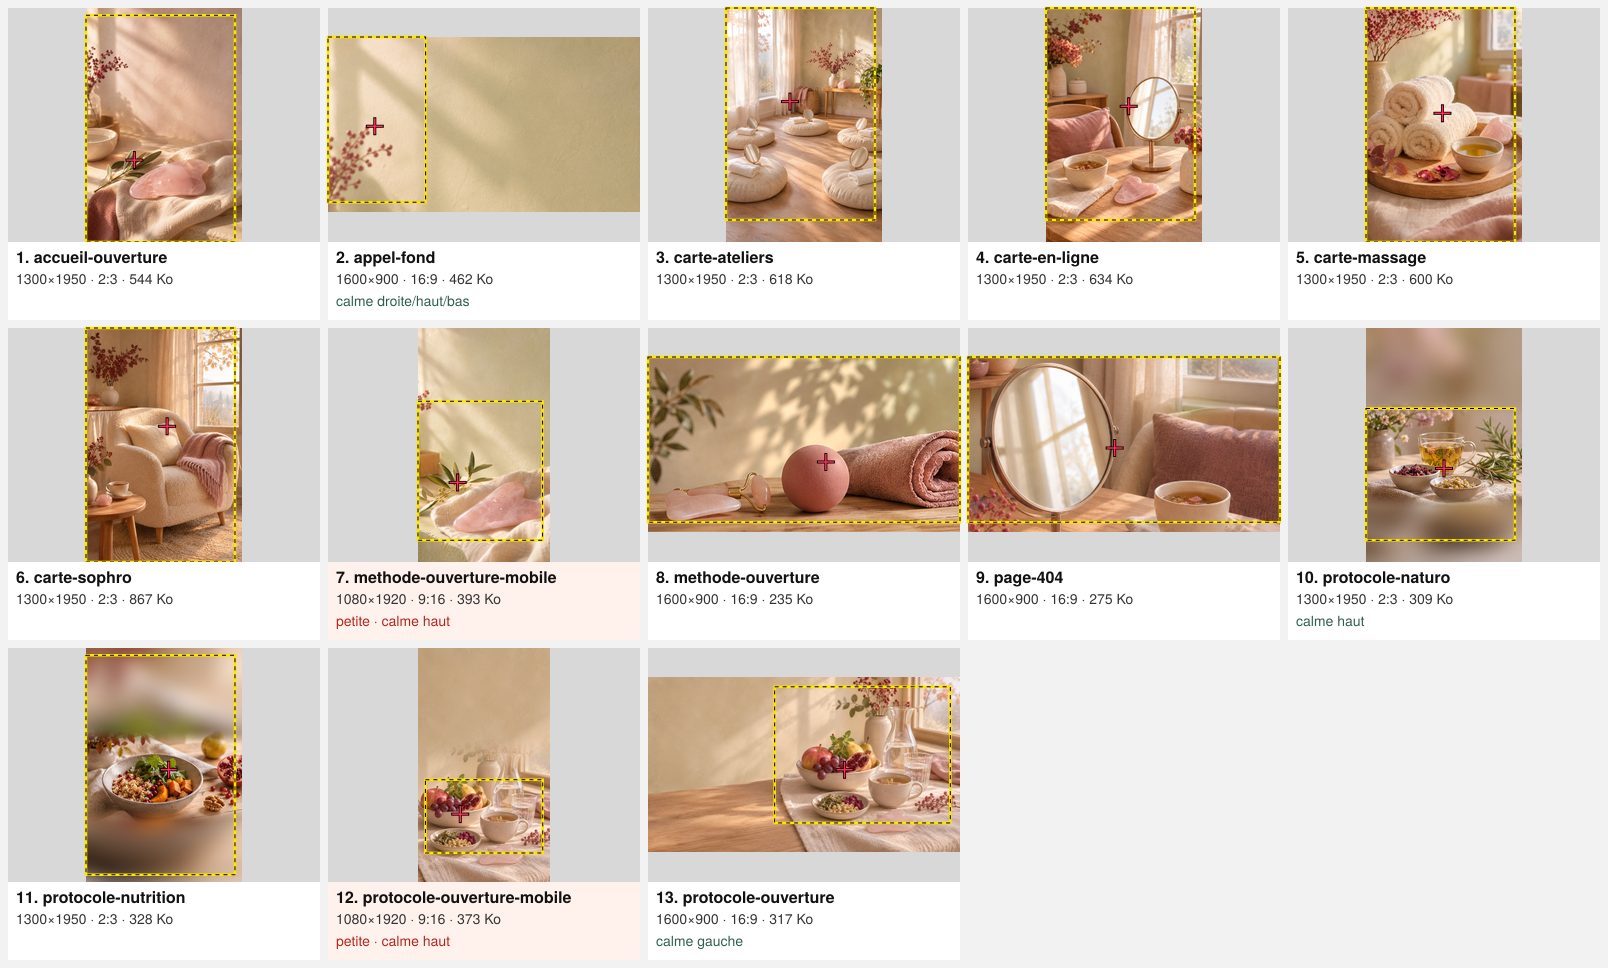 1. accueil-ouverture
1300×1950 · 2:3 · 544 Ko
2. appel-fond
1600×900 · 16:9 · 462 Ko
calme droite/haut/bas
3. carte-ateliers
1300×1950 · 2:3 · 618 Ko
4. carte-en-ligne
1300×1950 · 2:3 · 634 Ko
5. carte-massage
1300×1950 · 2:3 · 600 Ko
6. carte-sophro
1300×1950 · 2:3 · 867 Ko
7. methode-ouverture-mobile
1080×1920 · 9:16 · 393 Ko
petite · calme haut
8. methode-ouverture
1600×900 · 16:9 · 235 Ko
9. page-404
1600×900 · 16:9 · 275 Ko
10. protocole-naturo
1300×1950 · 2:3 · 309 Ko
calme haut
11. protocole-nutrition
1300×1950 · 2:3 · 328 Ko
12. protocole-ouverture-mobile
1080×1920 · 9:16 · 373 Ko
petite · calme haut
13. protocole-ouverture
1600×900 · 16:9 · 317 Ko
calme gauche